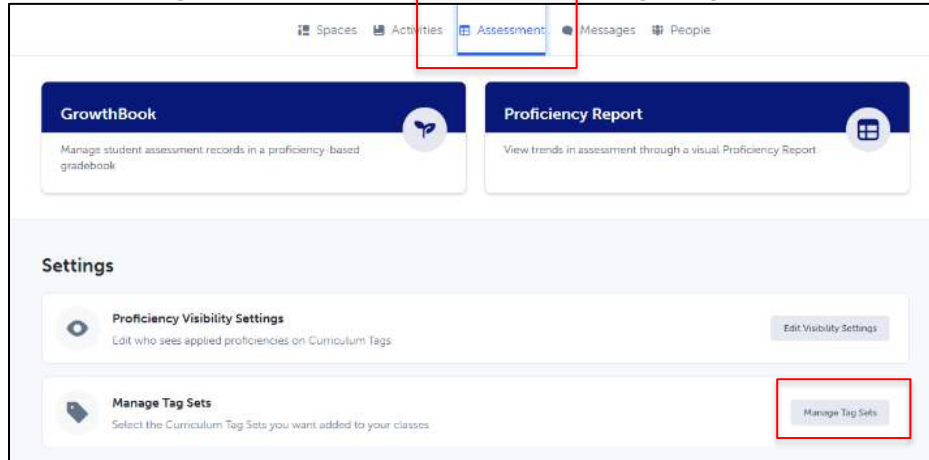 Spaces Activities Assessment Messages People
GrowthBook
Manage student assessment records in a proficiency-based
gradebook
Proficiency Report
View trends in assessment through a visual Proficiency Report
Settings
Proficiency Visibility Settings
Edit who sees applied proficiencies on Curriculum Tags
Edit Visibility Settings
Manage Tag Sets
Select the Curriculum Tag Sets you want added to your classes
Manage Tag Sets